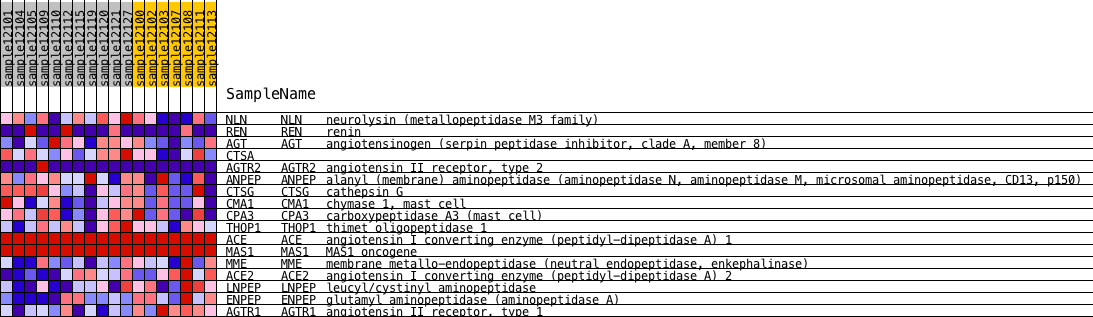 sample12101
sample12104
sample12105
sample12109
sample12110
sample12112
sample12115
sample12119
sample12120
sample12121
sample12127
sample12100
sample12102
sample12103
sample12107
sample12108
sample12111
sample12113
SampleName
NLN NLN neurolysin (metallopeptidase M3 family)
REN REN renin
AGT AGT angiotensinogen (serpin peptidase inhibitor, clade A, member 8)
CTSA
AGTR2 AGTR2 angiotensin II receptor, type 2
ANPEP ANPEP alanyl (membrane) aminopeptidase (aminopeptidase N, aminopeptidase M, microsomal aminopeptidase, CD13, p150)
CTSG CTSG cathepsin G
CMA1 CMA1 chymase 1, mast cell
CPA3 CPA3 carboxypeptidase A3 (mast cell)
THOP1 THOP1 thimet oligopeptidase 1
ACE ACE angiotensin I converting enzyme (peptidyl-dipeptidase A) 1
MAS1 MAS1 MAS1 oncogene
MME MME membrane metallo-endopeptidase (neutral endopeptidase, enkephalinase)
ACE2 ACE2 angiotensin I converting enzyme (peptidyl-dipeptidase A) 2
LNPEP LNPEP leucyl/cystinyl aminopeptidase
ENPEP ENPEP glutamyl aminopeptidase (aminopeptidase A)
AGTR1 AGTR1 angiotensin II receptor, type 1